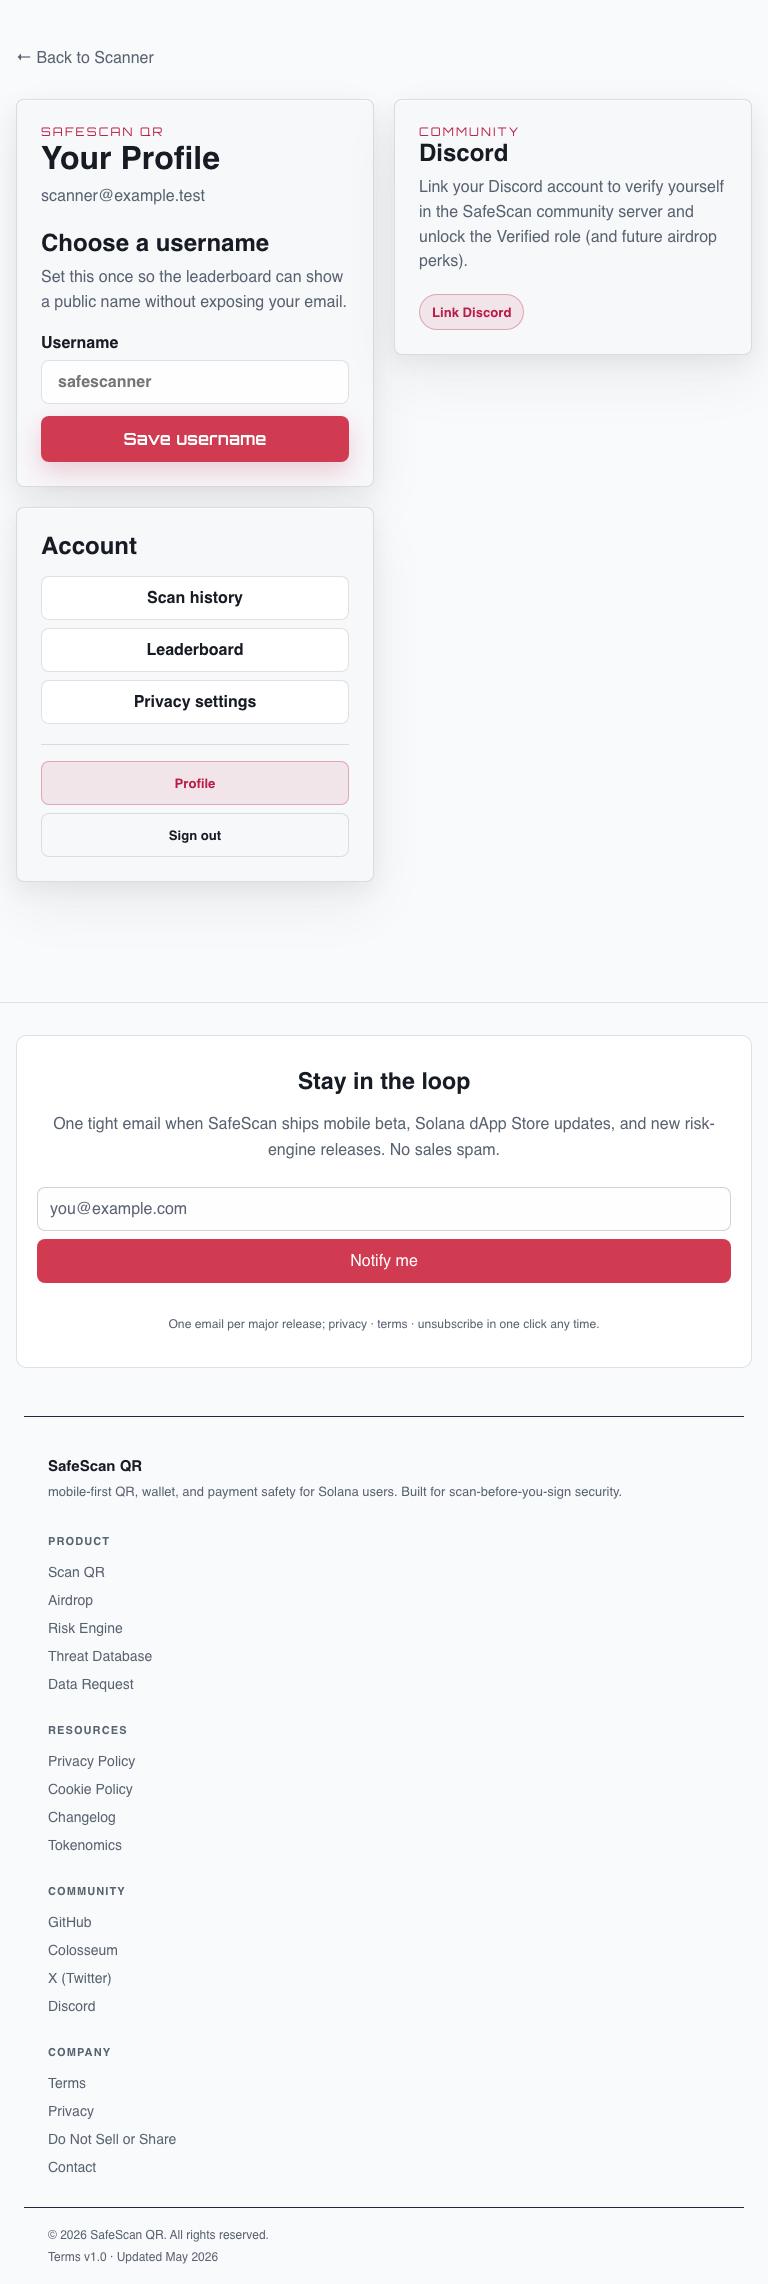 ← Back to Scanner
SAFESCAN QR
Your Profile
scanner@example.test
Choose a username
Set this once so the leaderboard can show
a public name without exposing your email.
Username
safescanner
Save username
COMMUNITY
Discord
Link your Discord account to verify yourself
in the SafeScan community server and
unlock the Verified role (and future airdrop
perks).
Link Discord
Account
Scan history
Leaderboard
Privacy settings
Profile
Sign out
Stay in the loop
One tight email when SafeScan ships mobile beta, Solana dApp Store updates, and new risk-
engine releases. No sales spam.
you@example.com
Notify me
One email per major release; privacy · terms · unsubscribe in one click any time.
SafeScan QR
mobile-first QR, wallet, and payment safety for Solana users. Built for scan-before-you-sign security.
PRODUCT
Scan QR
Airdrop
Risk Engine
Threat Database
Data Request
RESOURCES
Privacy Policy
Cookie Policy
Changelog
Tokenomics
COMMUNITY
GitHub
Colosseum
X (Twitter)
Discord
COMPANY
Terms
Privacy
Do Not Sell or Share
Contact
© 2026 SafeScan QR. All rights reserved.
Terms v1.0 · Updated May 2026